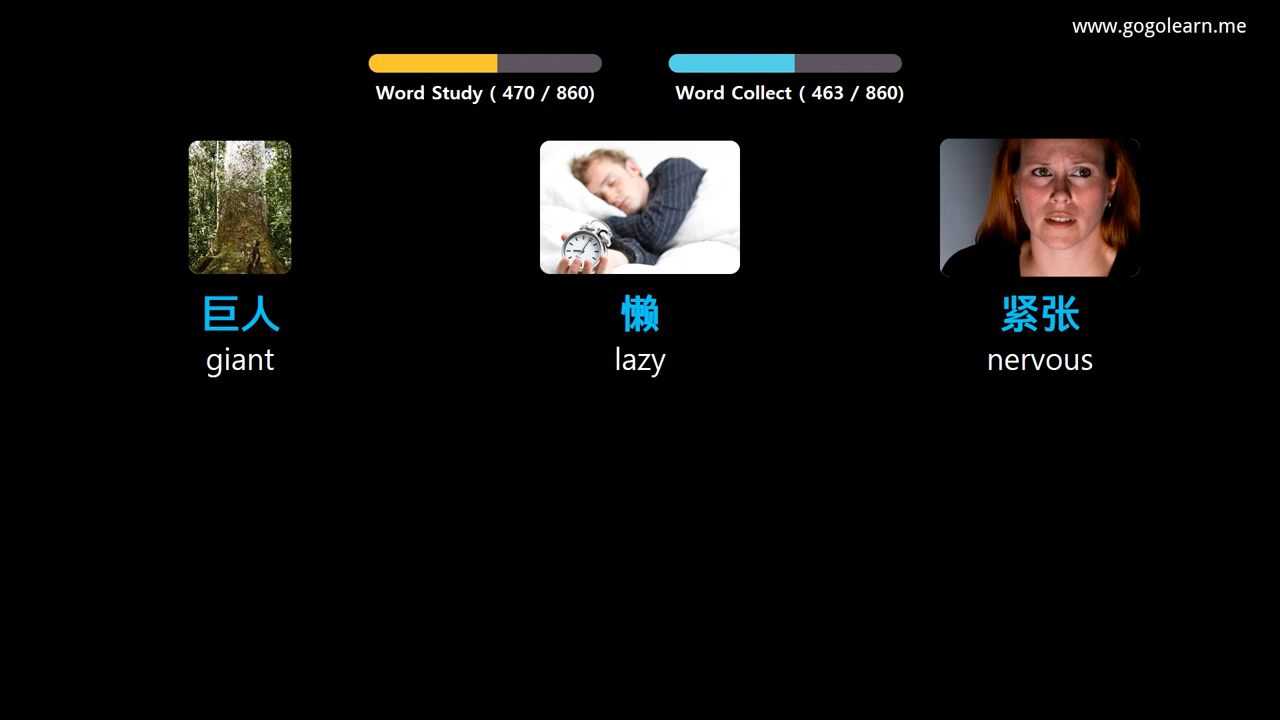 www.gogolearn.me
Word Study ( 470 / 860)
Word Collect ( 463 / 860)
巨人
懒
紧张
giant
lazy
nervous